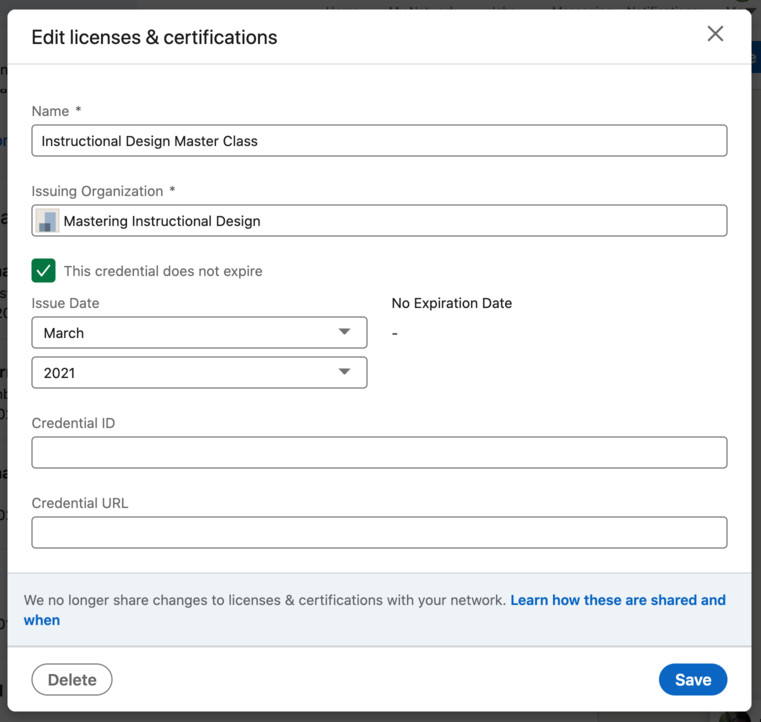 Edit licenses & certifications
Name *
Instructional Design Master Class
Issuing Organization *
Mastering Instructional Design
This credential does not expire
Issue Date
No Expiration Date
March
-
2021
Credential ID
Credential URL
We no longer share changes to licenses & certifications with your network. Learn how these are shared and
when
Delete
Save